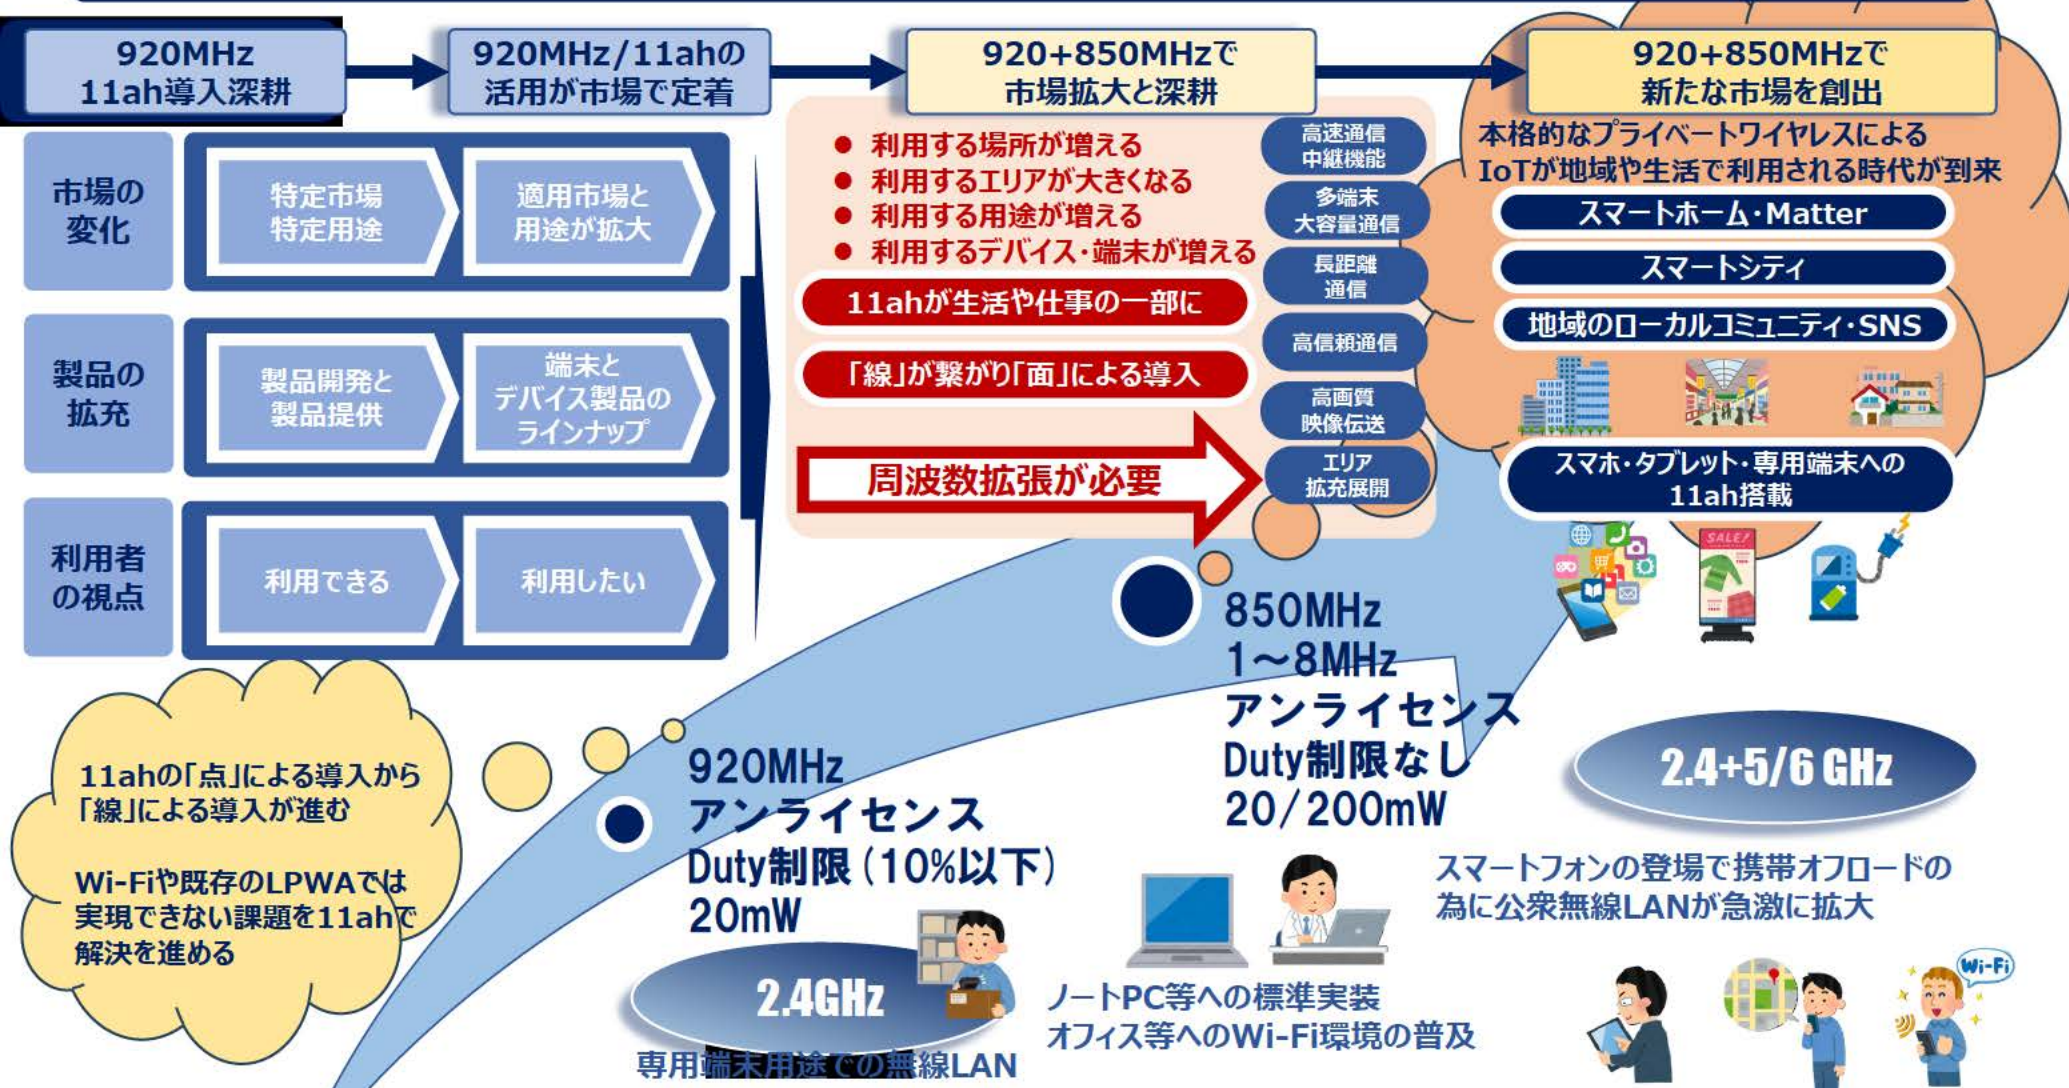 920MHz
11ah導入深耕
920MHz/11ahの
活用が市場で定着
920+850MHzで
市場拡大と深耕
920+850MHzで
新たな市場を創出
市場の
変化
特定市場
特定用途
適用市場と
用途が拡大
製品の
拡充
製品開発と
製品提供
端末と
デバイス製品の
ラインナップ
利用者
の視点
利用できる
利用したい
● 利用する場所が増える
● 利用するエリアが大きくなる
● 利用する用途が増える
● 利用するデバイス・端末が増える
11ahが生活や仕事の一部に
「線」が繋がり「面」による導入
周波数拡張が必要
高速通信
中継機能
多端末
大容量通信
長距離
通信
高信頼通信
高画質
映像伝送
エリア
拡充展開
本格的なプライベートワイヤレスによる
IoTが地域や生活で利用される時代が到来
スマートホーム・Matter
スマートシティ
地域のローカルコミュニティ・SNS
スマホ・タブレット・専用端末への
11ah搭載
SALE!
850MHz
1～8MHz
アンライセンス
Duty制限なし
20/200mW
11ahの「点」による導入から
「線」による導入が進む
Wi-Fiや既存のLPWAでは
実現できない課題を11ahで
解決を進める
920MHz
アンライセンス
Duty制限(10%以下)
20mW
2.4GHz
専用端末用途での無線LAN
ノートPC等への標準実装
オフィス等へのWi-Fi環境の普及
2.4+5/6 GHz
スマートフォンの登場で携帯オフロードの
為に公衆無線LANが急激に拡大
Wi-Fi